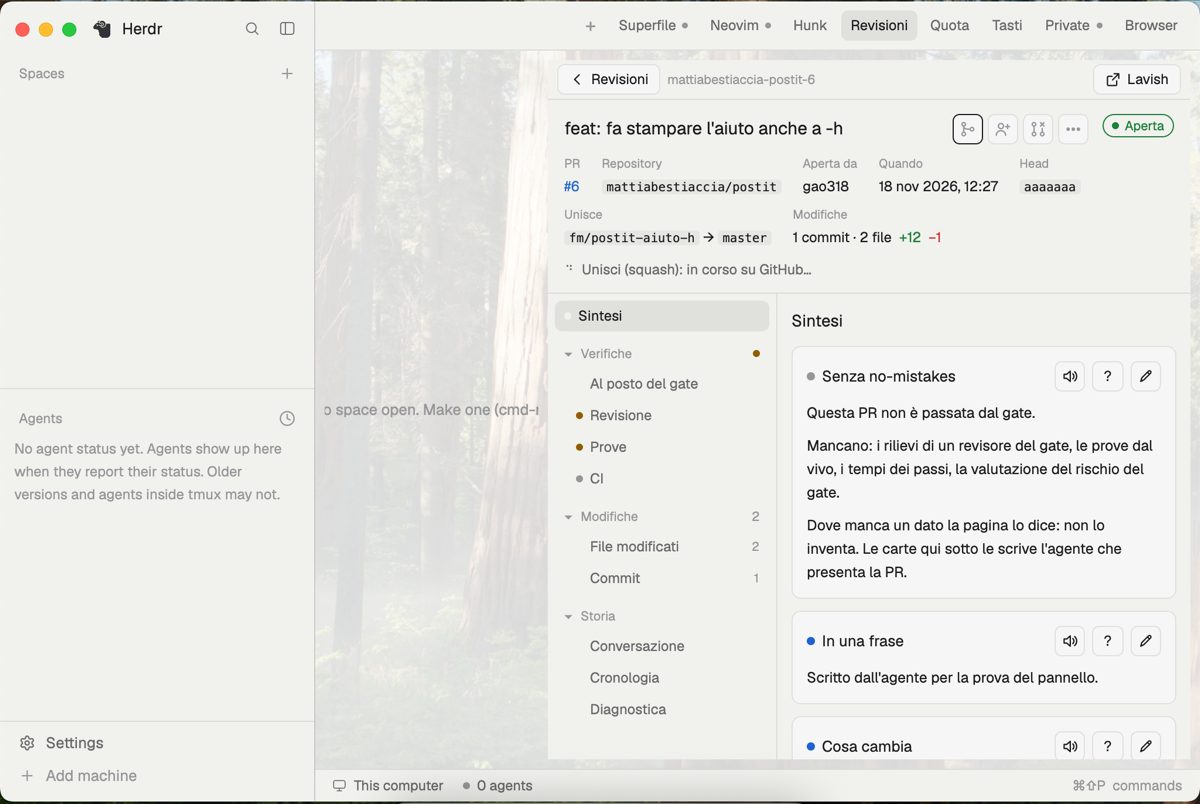 Herdr
Superfile
Neovim
Hunk
Revisioni
Quota
Tasti
Private
Browser
Spaces
Agents
No agent status yet. Agents show up here
when they report their status. Older
versions and agents inside tmux may not.
Settings
Add machine
space open. Make one (cmd-
Revisioni
mattiabestiaccia-postit-6
Lavish
feat: fa stampare l'aiuto anche a -h
Aperta
PR
Repository
Aperta da
Quando
Head
#6
mattiabestiaccia/postit
gao318
18 nov 2026, 12:27
aaaaaaa
Unisce
Modifiche
fm/postit-aiuto-h → master
1 commit · 2 file +12 −1
Unisci (squash): in corso su GitHub…
Sintesi
Verifiche
Al posto del gate
Revisione
Prove
CI
Modifiche 2
File modificati 2
Commit 1
Storia
Conversazione
Cronologia
Diagnostica
Sintesi
Senza no-mistakes
?
Questa PR non è passata dal gate.
Mancano: i rilievi di un revisore del gate, le prove dal
vivo, i tempi dei passi, la valutazione del rischio del
gate.
Dove manca un dato la pagina lo dice: non lo
inventa. Le carte qui sotto le scrive l'agente che
presenta la PR.
In una frase
?
Scritto dall'agente per la prova del pannello.
Cosa cambia
?
This computer
0 agents
⌘⇧P commands